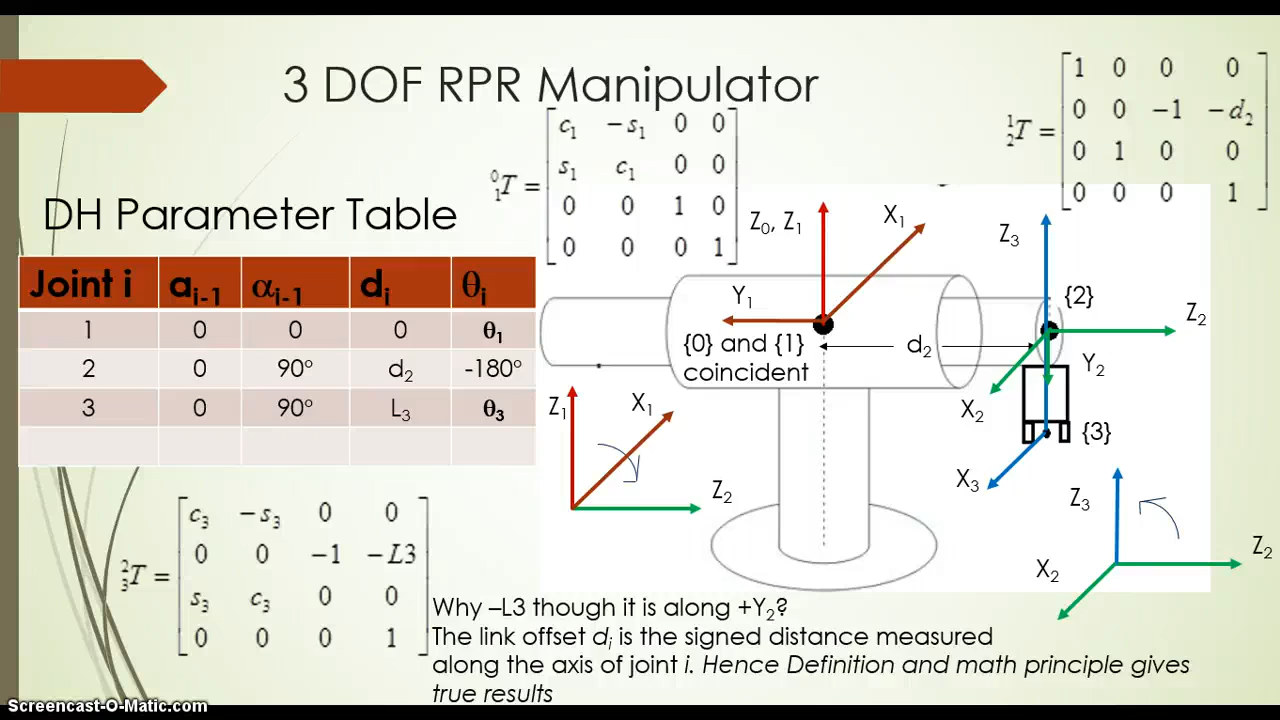 3 DOF RPR Manipulator
⁰₁T =
c₁ −s₁ 0 0
s₁ c₁ 0 0
0 0 1 0
0 0 0 1
¹₂T =
1 0 0 0
0 0 −1 −d₂
0 1 0 0
0 0 0 1
DH Parameter Table
Joint i aᵢ₋₁ αᵢ₋₁ dᵢ θᵢ
1 0 0 0 θ₁
2 0 90° d₂ -180°
3 0 90° L₃ θ₃
Z₀, Z₁
X₁
Y₁
{0} and {1}
coincident
d₂
Z₃
{2}
Z₂
Y₂
X₂
{3}
X₃
Z₁
X₁
Z₂
Z₃
Z₂
X₂
²₃T =
c₃ −s₃ 0 0
0 0 −1 −L3
s₃ c₃ 0 0
0 0 0 1
Why –L3 though it is along +Y₂?
The link offset dᵢ is the signed distance measured
along the axis of joint i. Hence Definition and math principle gives
true results
Screencast-O-Matic.com